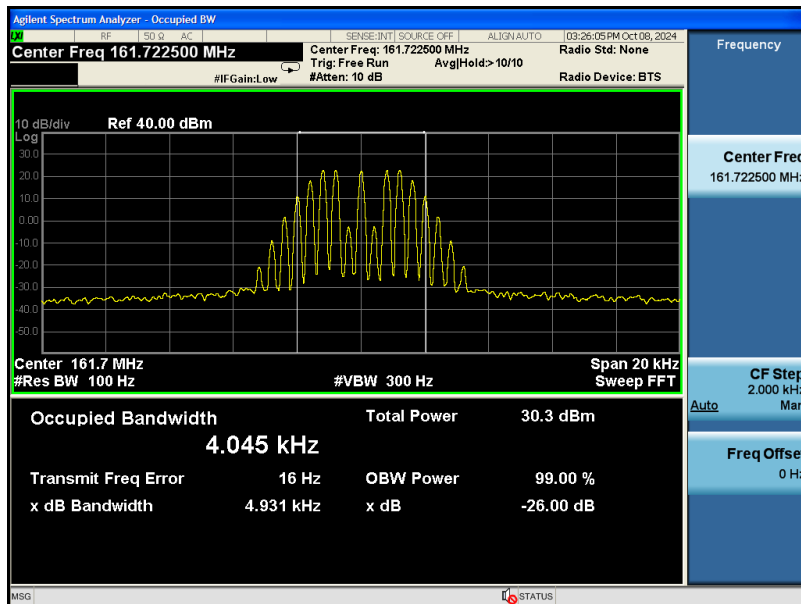 Agilent Spectrum Analyzer - Occupied BW
LXI RF 50 Ω AC SENSE:INT SOURCE OFF ALIGN AUTO 03:26:05 PM Oct 08, 2024
Center Freq 161.722500 MHz
Center Freq: 161.722500 MHz Radio Std: None
Trig: Free Run Avg|Hold:> 10/10
#IFGain:Low #Atten: 10 dB Radio Device: BTS
10 dB/div Ref 40.00 dBm
Log
30.0
20.0
10.0
0.00
-10.0
-20.0
-30.0
-40.0
-50.0
Center 161.7 MHz Span 20 kHz
#Res BW 100 Hz #VBW 300 Hz Sweep FFT
Occupied Bandwidth Total Power 30.3 dBm
4.045 kHz
Transmit Freq Error 16 Hz OBW Power 99.00 %
x dB Bandwidth 4.931 kHz x dB -26.00 dB
MSG STATUS
Frequency
Center Freq
161.722500 MHz
CF Step
2.000 kHz
Auto Man
Freq Offset
0 Hz